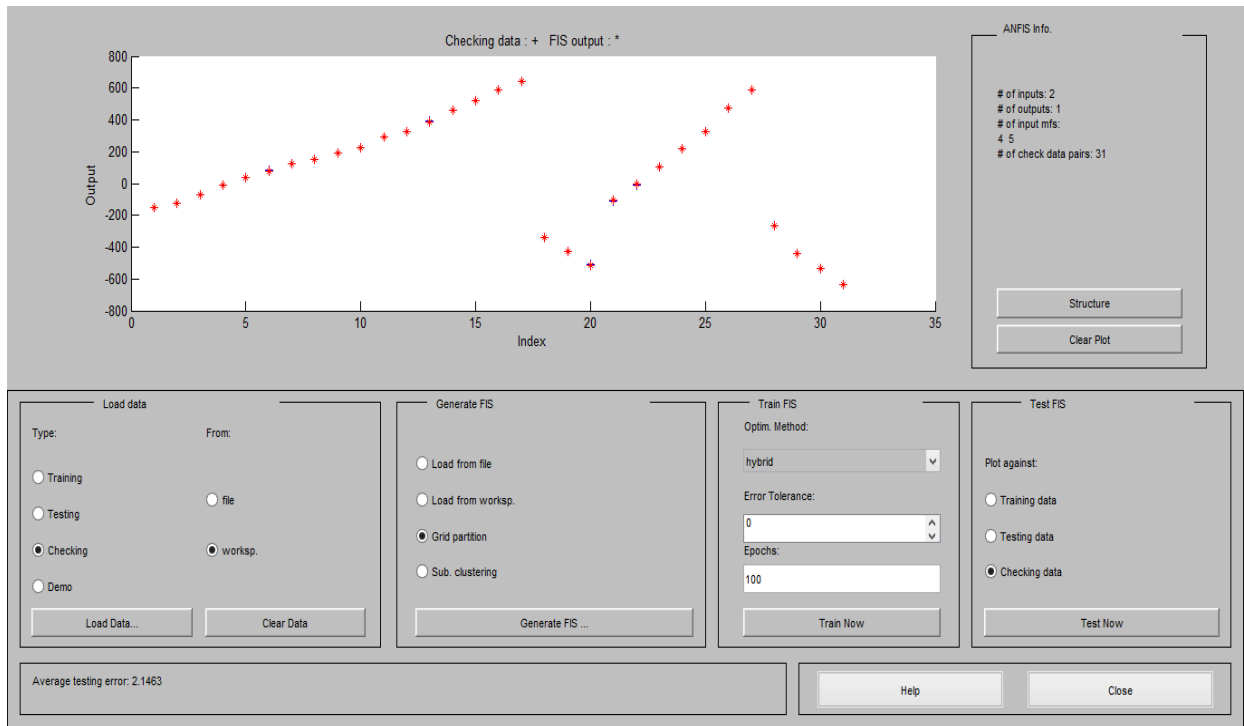 Checking data : + FIS output : *
800
600
400
200
0
-200
-400
-600
-800
Output
0
5
10
15
20
25
30
35
Index
ANFIS Info.
# of inputs: 2
# of outputs: 1
# of input mfs:
4 5
# of check data pairs: 31
Structure
Clear Plot
Load data
Type:
From:
Training
Testing
Checking
Demo
file
worksp.
Load Data...
Clear Data
Generate FIS
Load from file
Load from worksp.
Grid partition
Sub. clustering
Generate FIS ...
Train FIS
Optim. Method:
hybrid
Error Tolerance:
0
Epochs:
100
Train Now
Test FIS
Plot against:
Training data
Testing data
Checking data
Test Now
Average testing error: 2.1463
Help
Close